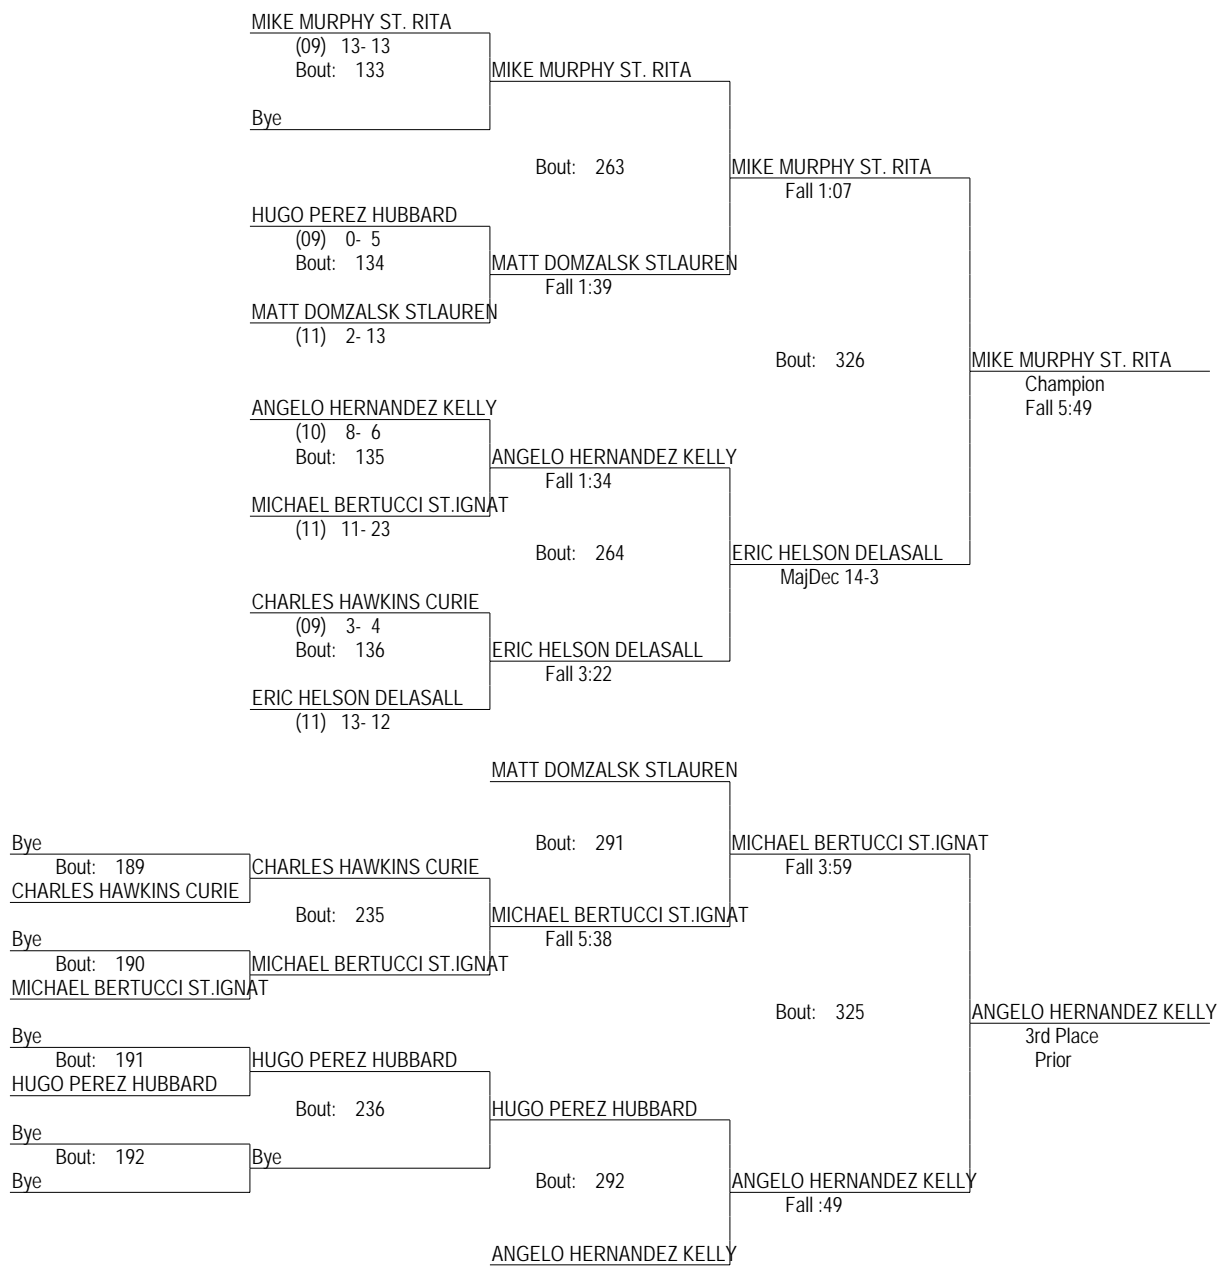 MIKE MURPHY ST. RITA
(09) 13- 13
Bout: 133
MIKE MURPHY ST. RITA
Bye
Bout: 263
MIKE MURPHY ST. RITA
Fall 1:07
HUGO PEREZ HUBBARD
(09) 0- 5
Bout: 134
MATT DOMZALSK STLAUREN
Fall 1:39
MATT DOMZALSK STLAUREN
(11) 2- 13
Bout: 326
MIKE MURPHY ST. RITA
Champion
Fall 5:49
ANGELO HERNANDEZ KELLY
(10) 8- 6
Bout: 135
ANGELO HERNANDEZ KELLY
Fall 1:34
MICHAEL BERTUCCI ST.IGNAT
(11) 11- 23
Bout: 264
ERIC HELSON DELASALL
MajDec 14-3
CHARLES HAWKINS CURIE
(09) 3- 4
Bout: 136
ERIC HELSON DELASALL
Fall 3:22
ERIC HELSON DELASALL
(11) 13- 12
MATT DOMZALSK STLAUREN
Bout: 291
MICHAEL BERTUCCI ST.IGNAT
Fall 3:59
Bye
Bout: 189
CHARLES HAWKINS CURIE
CHARLES HAWKINS CURIE
Bout: 235
MICHAEL BERTUCCI ST.IGNAT
Fall 5:38
Bye
Bout: 190
MICHAEL BERTUCCI ST.IGNAT
MICHAEL BERTUCCI ST.IGNAT
Bout: 325
ANGELO HERNANDEZ KELLY
3rd Place
Prior
Bye
Bout: 191
HUGO PEREZ HUBBARD
HUGO PEREZ HUBBARD
Bout: 236
HUGO PEREZ HUBBARD
Bye
Bout: 192
Bye
Bye
Bout: 292
ANGELO HERNANDEZ KELLY
Fall :49
ANGELO HERNANDEZ KELLY